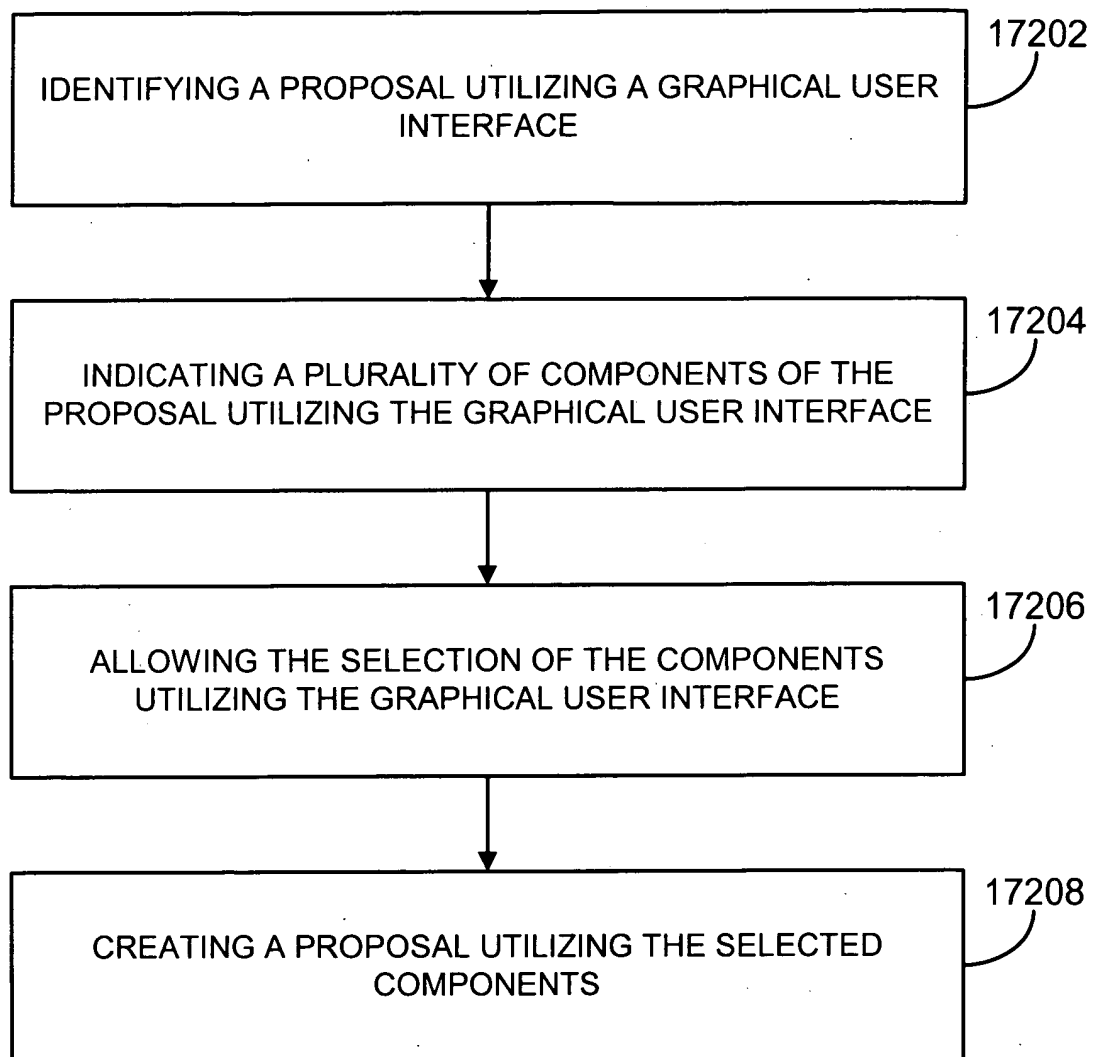 17202
IDENTIFYING A PROPOSAL UTILIZING A GRAPHICAL USER
INTERFACE
17204
INDICATING A PLURALITY OF COMPONENTS OF THE
PROPOSAL UTILIZING THE GRAPHICAL USER INTERFACE
17206
ALLOWING THE SELECTION OF THE COMPONENTS
UTILIZING THE GRAPHICAL USER INTERFACE
17208
CREATING A PROPOSAL UTILIZING THE SELECTED
COMPONENTS